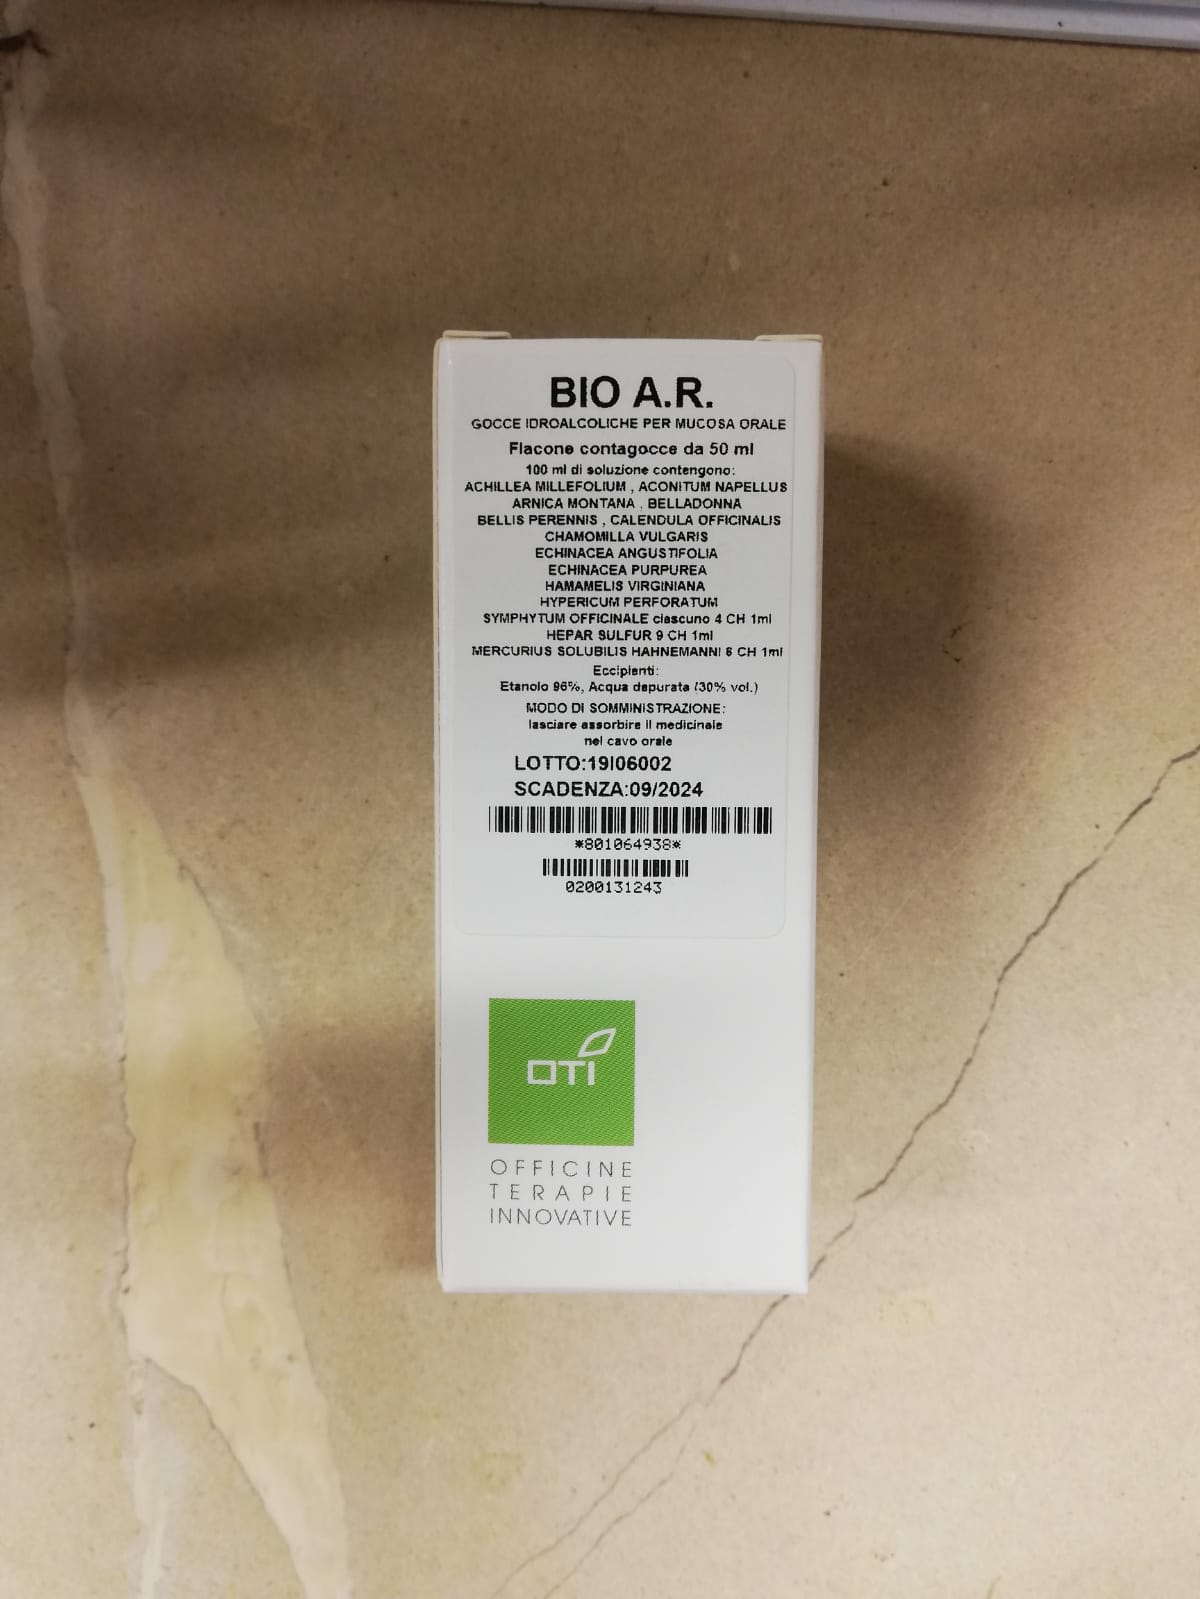 BIO A.R.
GOCCE IDROALCOLICHE PER MUCOSA ORALE
Flacone contagocce da 50 ml
100 ml di soluzione contengono:
ACHILLEA MILLEFOLIUM , ACONITUM NAPELLUS
ARNICA MONTANA , BELLADONNA
BELLIS PERENNIS , CALENDULA OFFICINALIS
CHAMOMILLA VULGARIS
ECHINACEA ANGUSTIFOLIA
ECHINACEA PURPUREA
HAMAMELIS VIRGINIANA
HYPERICUM PERFORATUM
SYMPHYTUM OFFICINALE ciascuno 4 CH 1ml
HEPAR SULFUR 9 CH 1ml
MERCURIUS SOLUBILIS HAHNEMANNI CH 1ml
Eccipienti:
Etanolo 96%, Acqua depurata (30% vol.)
MODO DI SOMMINISTRAZIONE:
lasciare assorbire il medicinale
nel cavo orale
LOTTO:19I06002
SCADENZA:09/2024
*801064938*
0200131243
OTI
OFFICINE
TERAPIE
INNOVATIVE